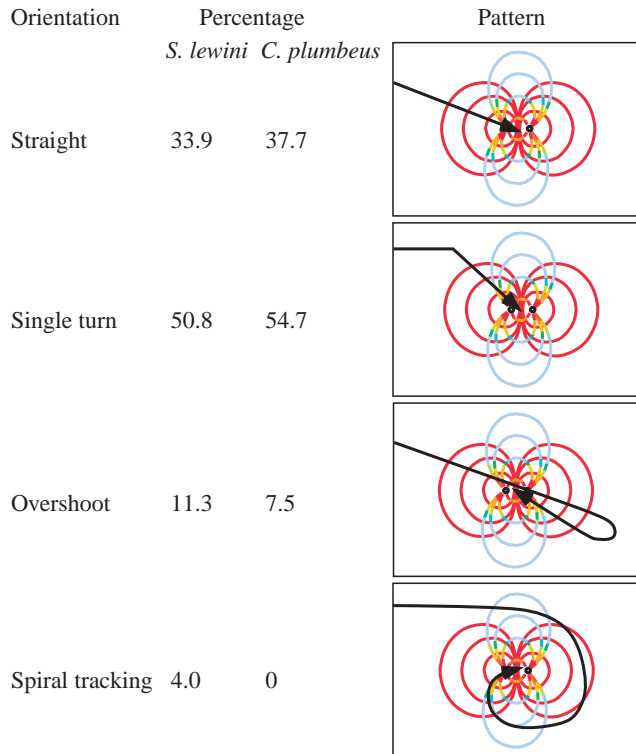 Orientation Percentage Pattern
S. lewini C. plumbeus
Straight 33.9 37.7
Single turn 50.8 54.7
Overshoot 11.3 7.5
Spiral tracking 4.0 0